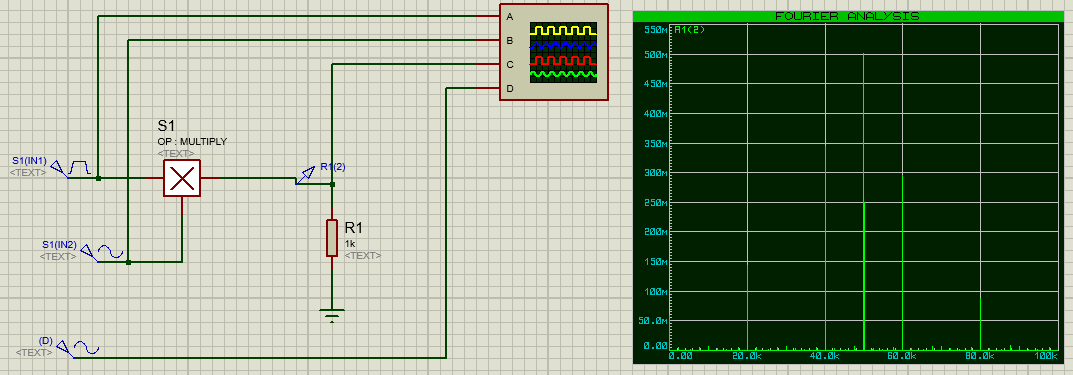 A
B
C
D
S1
OP : MULTIPLY
<TEXT>
S1(IN1)
<TEXT>
R1(2)
R1
1k
<TEXT>
S1(IN2)
<TEXT>
(D)
<TEXT>
FOURIER ANALYSIS
R1(2)
550m
500m
450m
400m
350m
300m
250m
200m
150m
100m
50.0m
0.00
0.00 20.0k 40.0k 60.0k 80.0k 100k